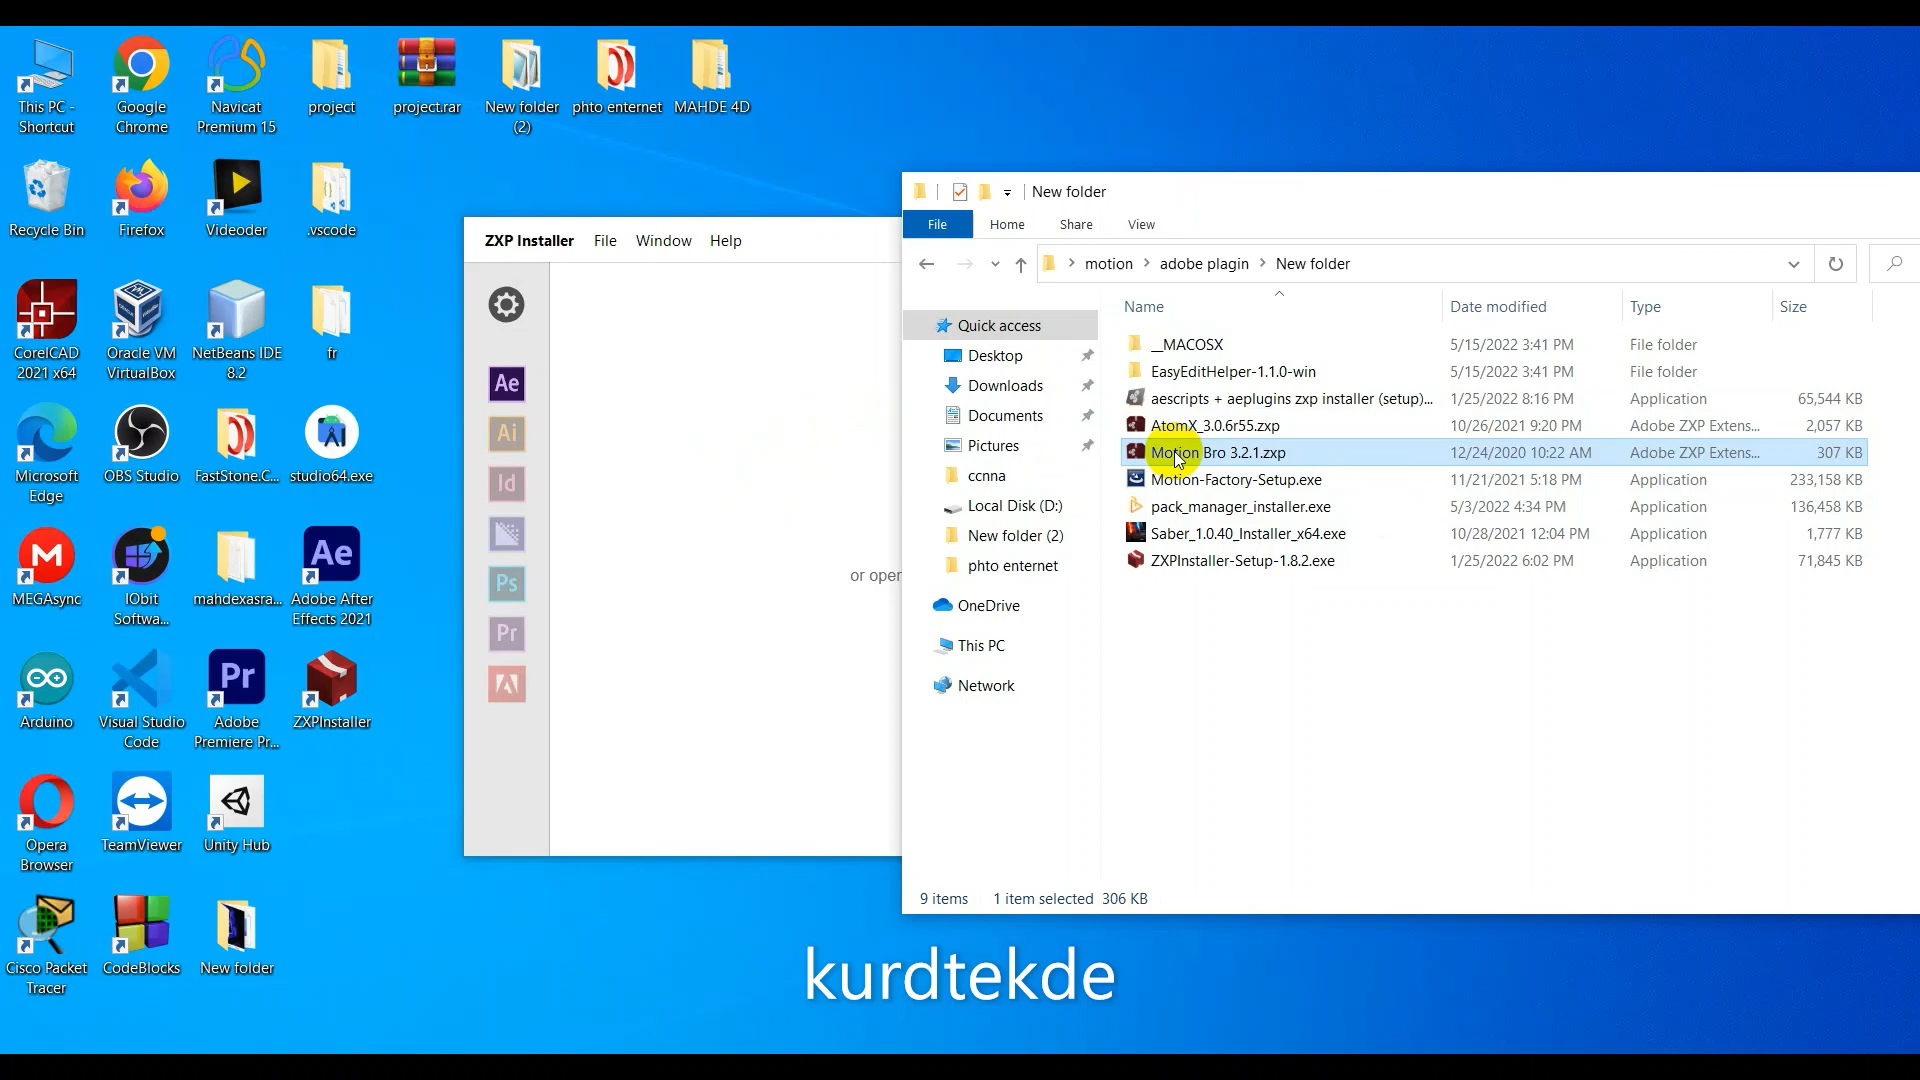 This PC -
Shortcut
Google
Chrome
Navicat
Premium 15
project
project.rar
New folder
(2)
phto enternet
MAHDE 4D
Recycle Bin
Firefox
Videoder
.vscode
CorelCAD
2021 x64
Oracle VM
VirtualBox
NetBeans IDE
8.2
fr
Microsoft
Edge
OBS Studio
FastStone.C...
studio64.exe
MEGAsync
IObit
Softwa...
mahdexasra...
Ae
Adobe After
Effects 2021
Arduino
Visual Studio
Code
Pr
Adobe
Premiere Pr...
ZXPInstaller
Opera
Browser
TeamViewer
Unity Hub
Cisco Packet
Tracer
CodeBlocks
New folder
ZXP Installer File Window Help
Ae
Ai
Id
Ps
Pr
or open
New folder
File Home Share View
motion adobe plagin New folder
Name Date modified Type Size
Quick access
Desktop
Downloads
Documents
Pictures
ccnna
Local Disk (D:)
New folder (2)
phto enternet
OneDrive
This PC
Network
__MACOSX 5/15/2022 3:41 PM File folder
EasyEditHelper-1.1.0-win 5/15/2022 3:41 PM File folder
aescripts + aeplugins zxp installer (setup)... 1/25/2022 8:16 PM Application 65,544 KB
AtomX_3.0.6r55.zxp 10/26/2021 9:20 PM Adobe ZXP Extens... 2,057 KB
Motion Bro 3.2.1.zxp 12/24/2020 10:22 AM Adobe ZXP Extens... 307 KB
Motion-Factory-Setup.exe 11/21/2021 5:18 PM Application 233,158 KB
pack_manager_installer.exe 5/3/2022 4:34 PM Application 136,458 KB
Saber_1.0.40_Installer_x64.exe 10/28/2021 12:04 PM Application 1,777 KB
ZXPInstaller-Setup-1.8.2.exe 1/25/2022 6:02 PM Application 71,845 KB
9 items 1 item selected 306 KB
kurdtekde